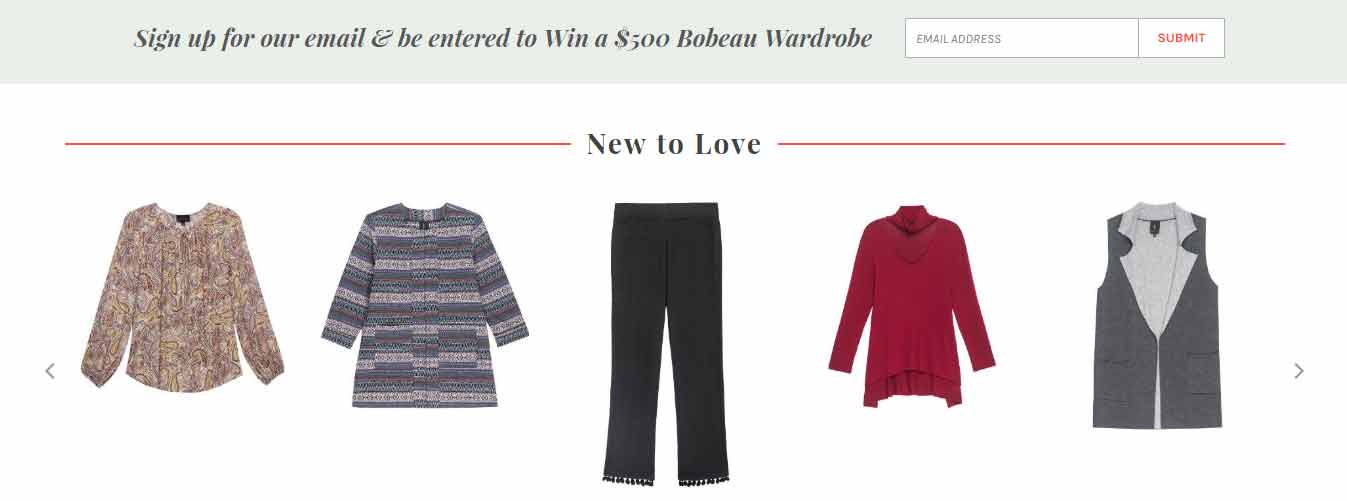 Sign up for our email & be entered to Win a $500 Bobeau Wardrobe
EMAIL ADDRESS
SUBMIT
New to Love